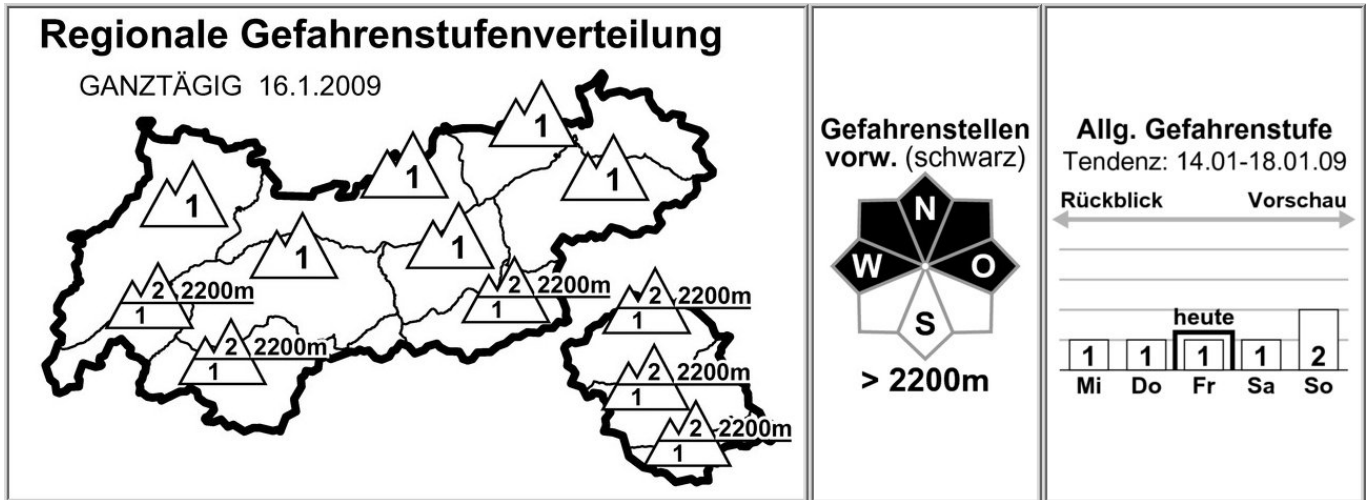 Regionale Gefahrenstufenverteilung
GANZTÄGIG 16.1.2009
1
1
1
1
1
1
1
2 2200m
1
2 2200m
1
2 2200m
1
2 2200m
1
2 2200m
1
2 2200m
1
Gefahrenstellen
vorw. (schwarz)
N
W O
S
> 2200m
Allg. Gefahrenstufe
Tendenz: 14.01-18.01.09
Rückblick Vorschau
heute
1 1 1 1 2
Mi Do Fr Sa So